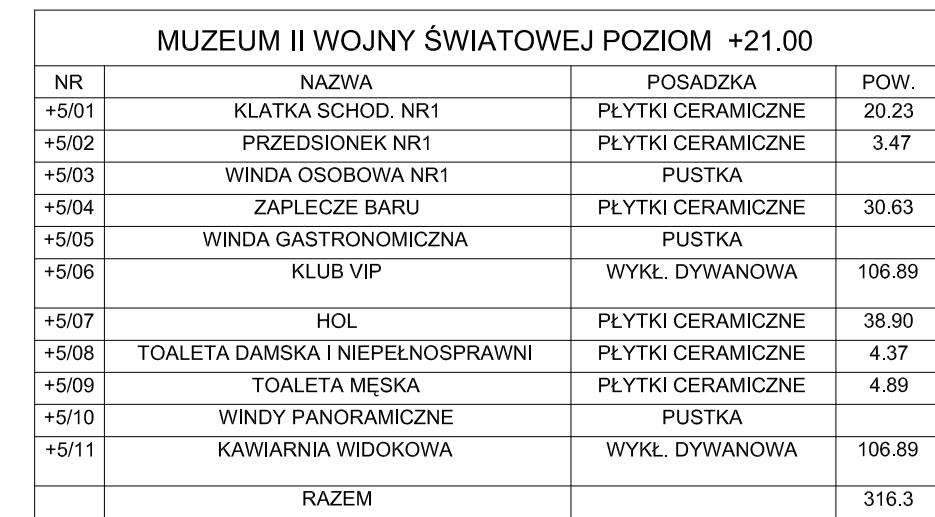 MUZEUM II WOJNY ŚWIATOWEJ POZIOM +21.00
NR NAZWA POSADZKA POW.
+5/01 KLATKA SCHOD. NR1 PŁYTKI CERAMICZNE 20.23
+5/02 PRZEDSIONEK NR1 PŁYTKI CERAMICZNE 3.47
+5/03 WINDA OSOBOWA NR1 PUSTKA
+5/04 ZAPLECZE BARU PŁYTKI CERAMICZNE 30.63
+5/05 WINDA GASTRONOMICZNA PUSTKA
+5/06 KLUB VIP WYKŁ. DYWANOWA 106.89
+5/07 HOL PŁYTKI CERAMICZNE 38.90
+5/08 TOALETA DAMSKA I NIEPEŁNOSPRAWNI PŁYTKI CERAMICZNE 4.37
+5/09 TOALETA MĘSKA PŁYTKI CERAMICZNE 4.89
+5/10 WINDY PANORAMICZNE PUSTKA
+5/11 KAWIARNIA WIDOKOWA WYKŁ. DYWANOWA 106.89
RAZEM 316.3